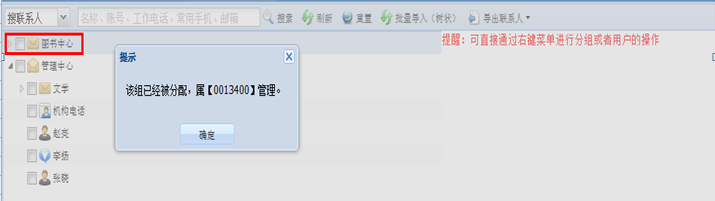 搜联系人 名称、账号、工作电话、常用手机、邮箱 搜索 刷新 重置 批量导入（树状） 导出联系人
图书中心 提醒：可直接通过右键菜单进行分组或者用户的操作
管理中心
文学
机构电话
赵亮
李扬
张晓
提示
该组已经被分配，属【0013400】管理。
确定